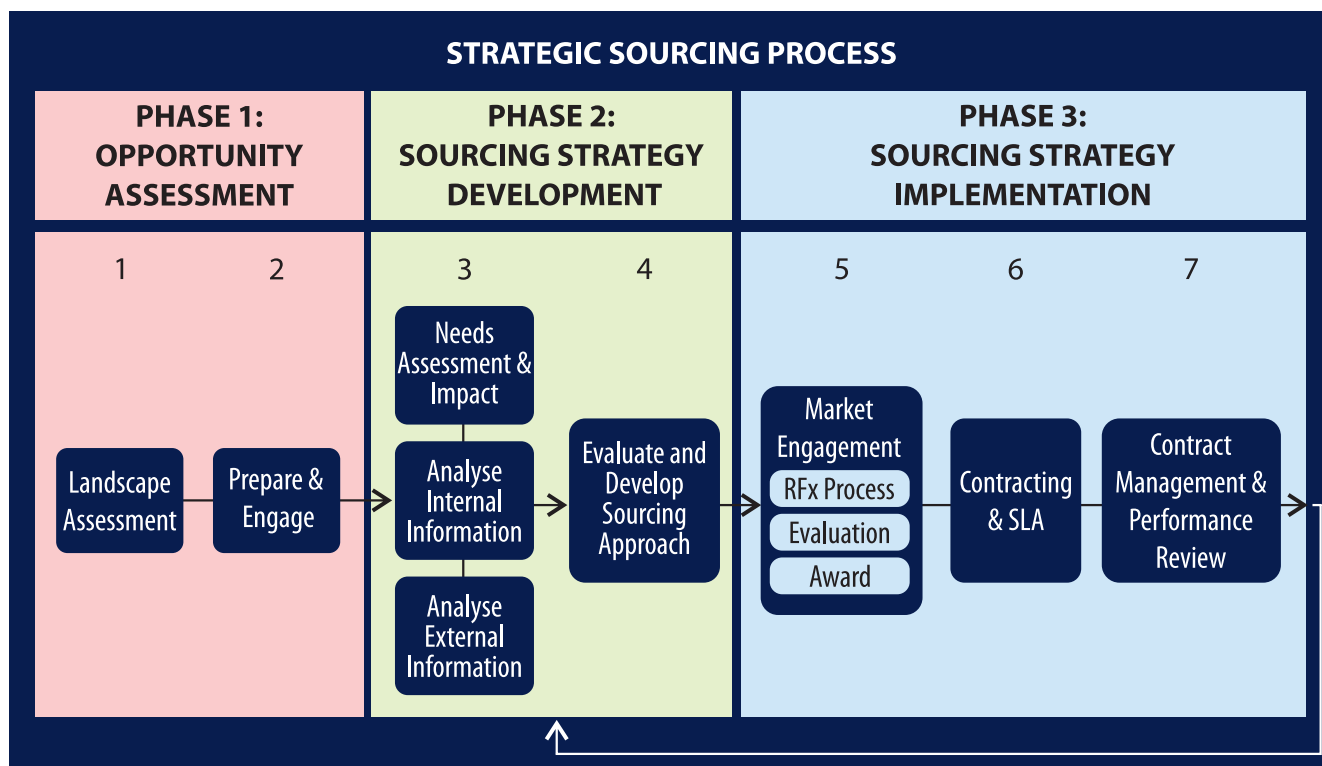 STRATEGIC SOURCING PROCESS
PHASE 1:
OPPORTUNITY
ASSESSMENT
PHASE 2:
SOURCING STRATEGY
DEVELOPMENT
PHASE 3:
SOURCING STRATEGY
IMPLEMENTATION
1
2
3
4
5
6
7
Landscape
Assessment
Prepare &
Engage
Needs
Assessment &
Impact
Analyse
Internal
Information
Analyse
External
Information
Evaluate and
Develop
Sourcing
Approach
Market
Engagement
RFx Process
Evaluation
Award
Contracting
& SLA
Contract
Management &
Performance
Review